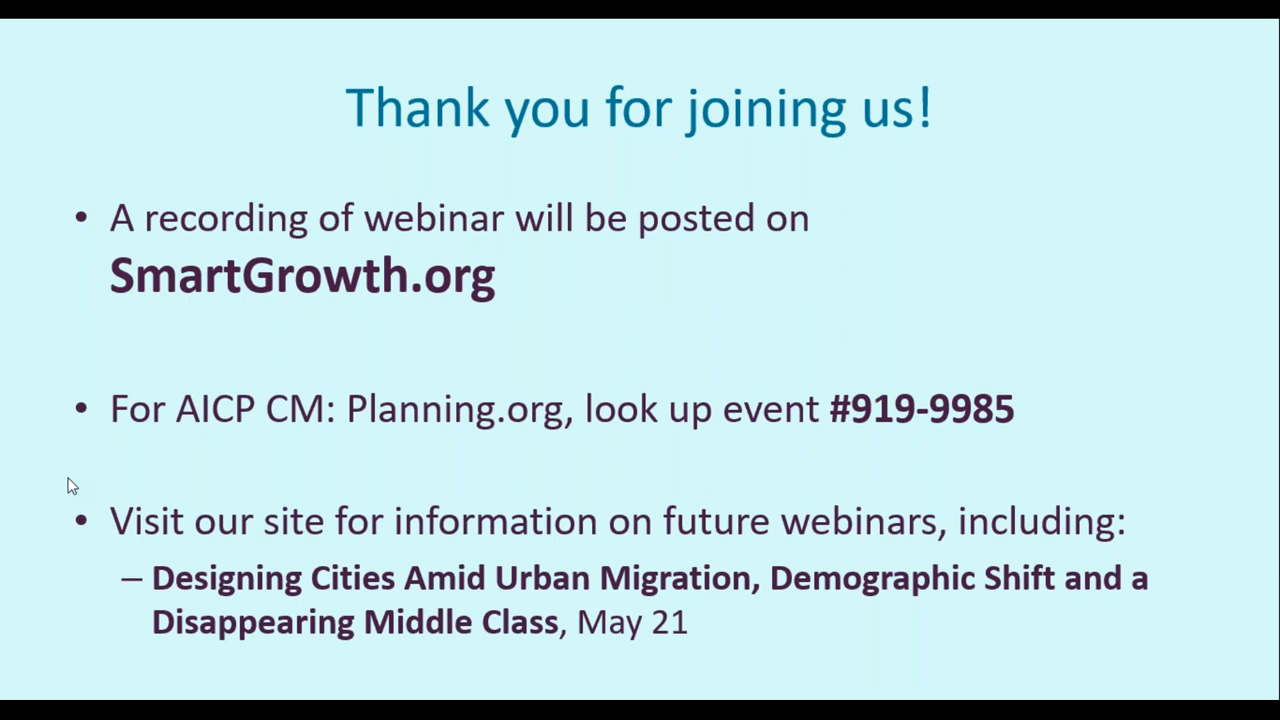 Thank you for joining us!
• A recording of webinar will be posted on
SmartGrowth.org
• For AICP CM: Planning.org, look up event #919-9985
• Visit our site for information on future webinars, including:
– Designing Cities Amid Urban Migration, Demographic Shift and a
Disappearing Middle Class, May 21